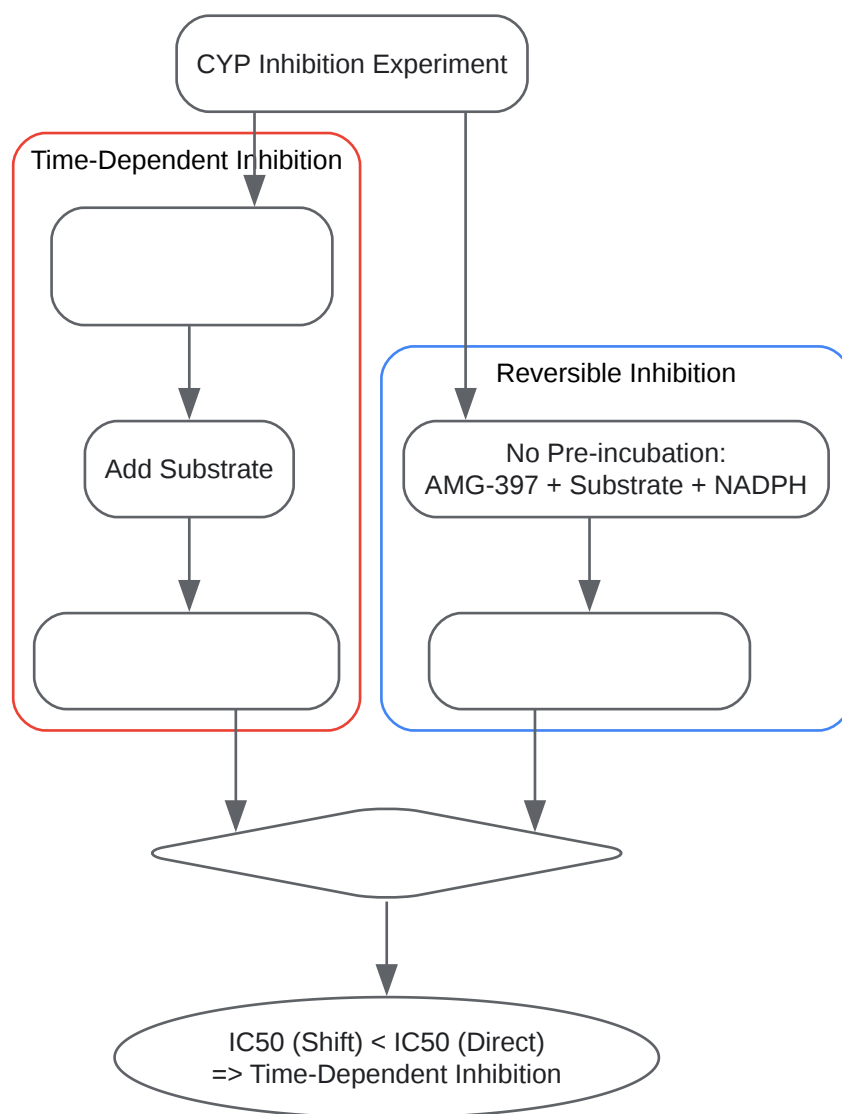 CYP Inhibition Experiment
Time-Dependent Inhibition
Reversible Inhibition
Add Substrate
No Pre-incubation:
AMG-397 + Substrate + NADPH
IC50 (Shift) < IC50 (Direct)
=> Time-Dependent Inhibition